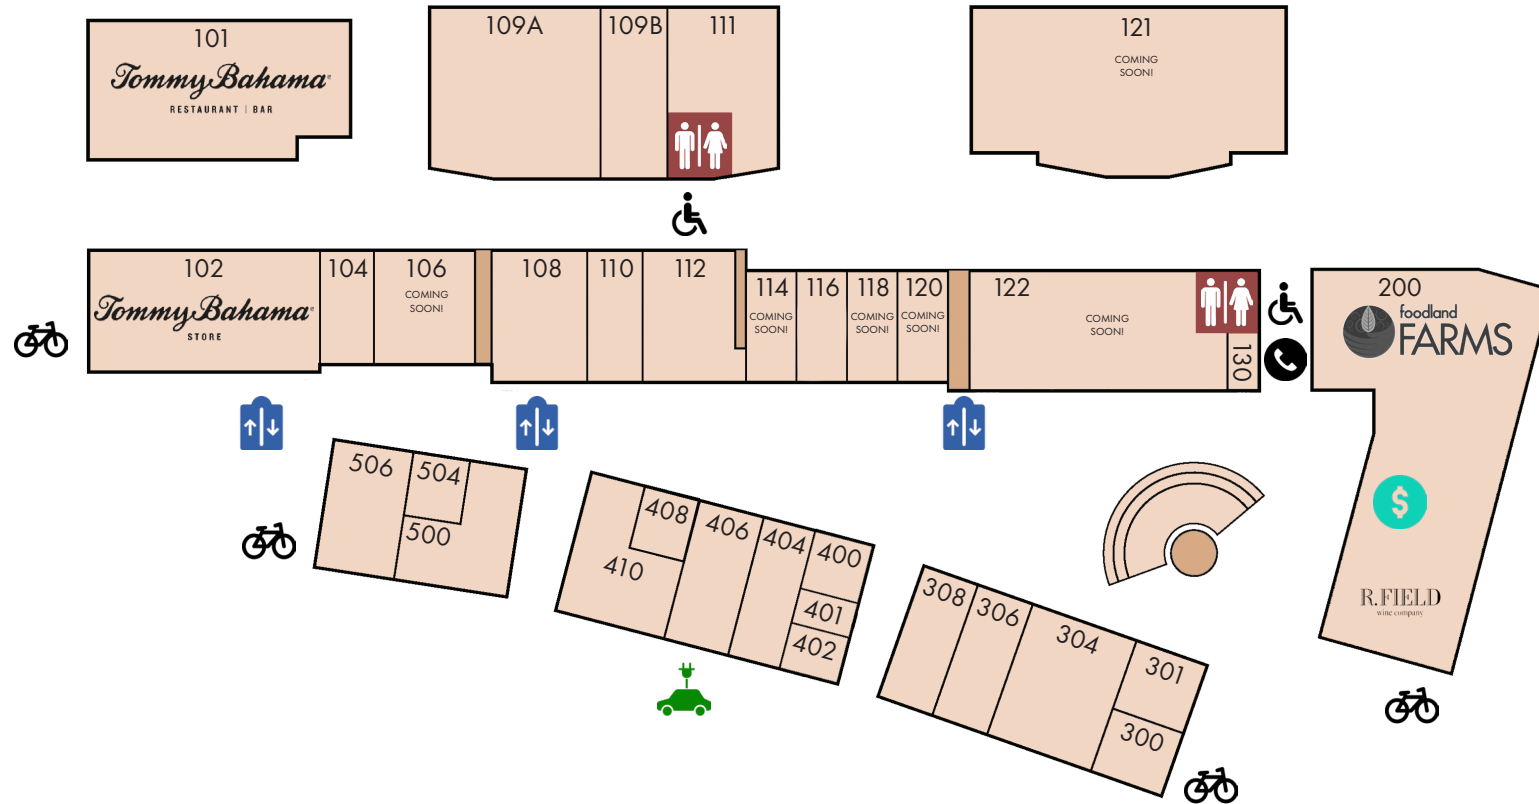 101
Tommy Bahama
RESTAURANT | BAR
109A
109B
111
121
COMING
SOON!
102
Tommy Bahama
STORE
104
106
COMING
SOON!
108
110
112
114
COMING
SOON!
116
118
COMING
SOON!
120
COMING
SOON!
122
COMING
SOON!
130
200
foodland
FARMS
$
R.FIELD
wine company
506
504
500
408
410
406
404
400
401
402
308
306
304
301
300